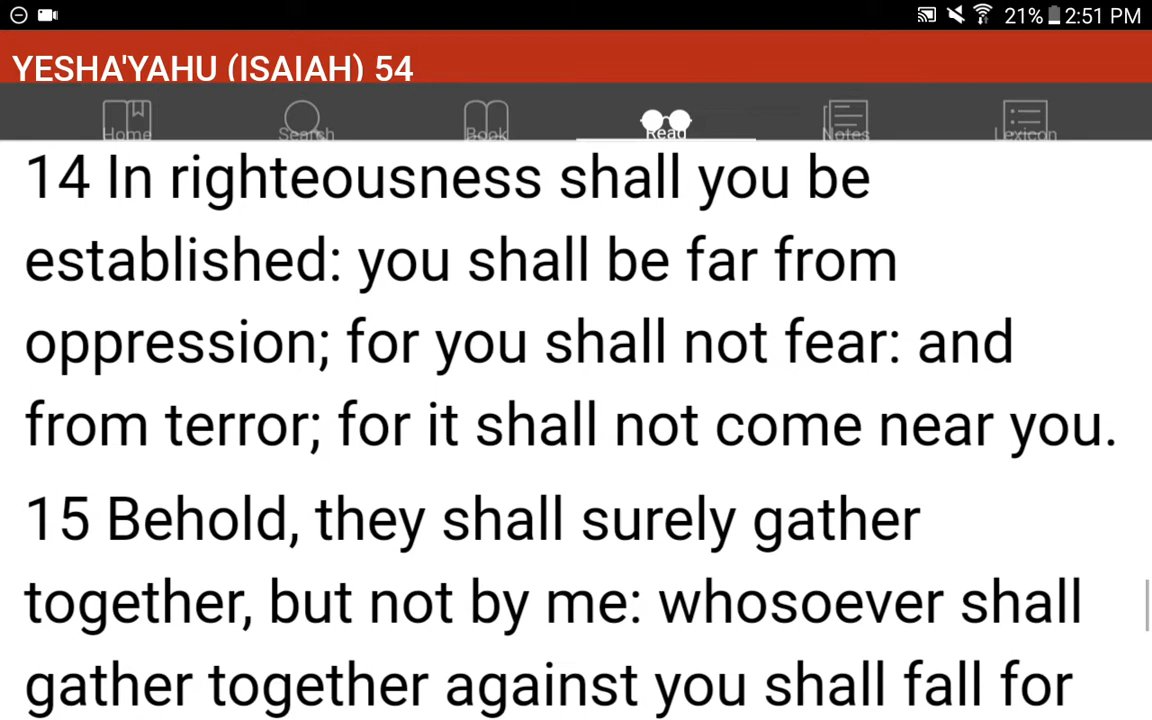 21% 2:51 PM
YESHA'YAHU (ISAIAH) 54
Home Search Book Read Notes Lexicon
14 In righteousness shall you be
established: you shall be far from
oppression; for you shall not fear: and
from terror; for it shall not come near you.
15 Behold, they shall surely gather
together, but not by me: whosoever shall
gather together against you shall fall for